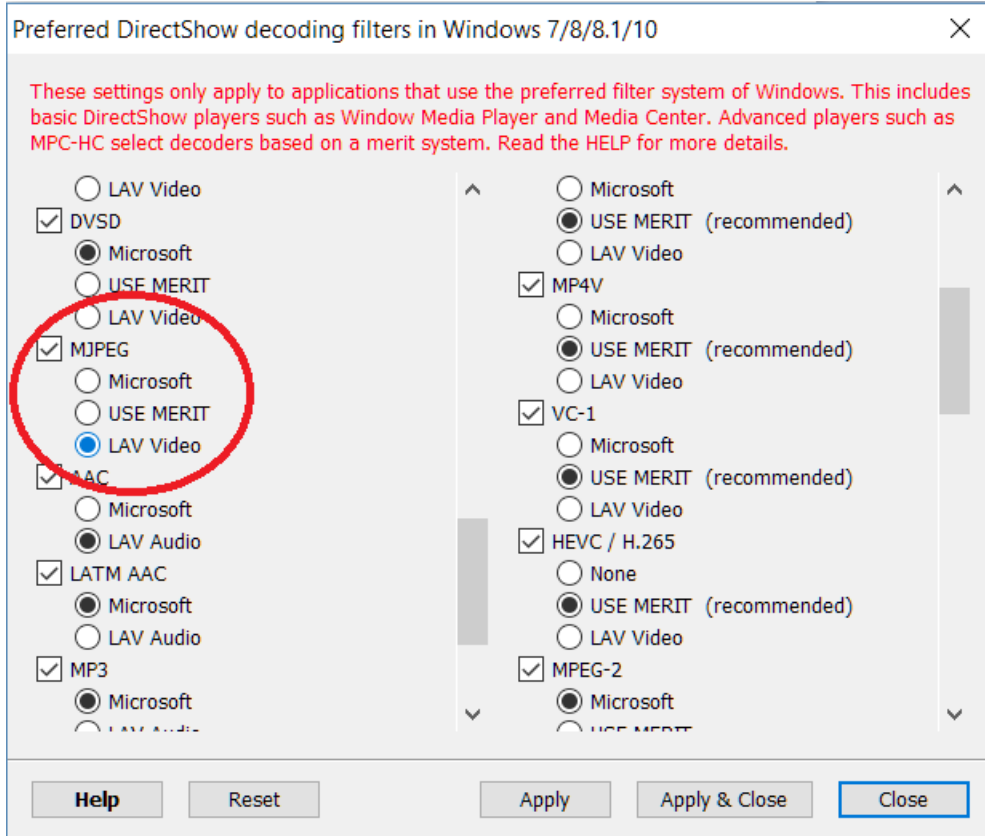 Preferred DirectShow decoding filters in Windows 7/8/8.1/10
These settings only apply to applications that use the preferred filter system of Windows. This includes
basic DirectShow players such as Window Media Player and Media Center. Advanced players such as
MPC-HC select decoders based on a merit system. Read the HELP for more details.
LAV Video
DVSD
Microsoft
USE MERIT
LAV Video
MJPEG
Microsoft
USE MERIT
LAV Video
AAC
Microsoft
LAV Audio
LATM AAC
Microsoft
LAV Audio
MP3
Microsoft
LAV Audio
Microsoft
USE MERIT (recommended)
LAV Video
MP4V
Microsoft
USE MERIT (recommended)
LAV Video
VC-1
Microsoft
USE MERIT (recommended)
LAV Video
HEVC / H.265
None
USE MERIT (recommended)
LAV Video
MPEG-2
Microsoft
USE MERIT
Help
Reset
Apply
Apply & Close
Close